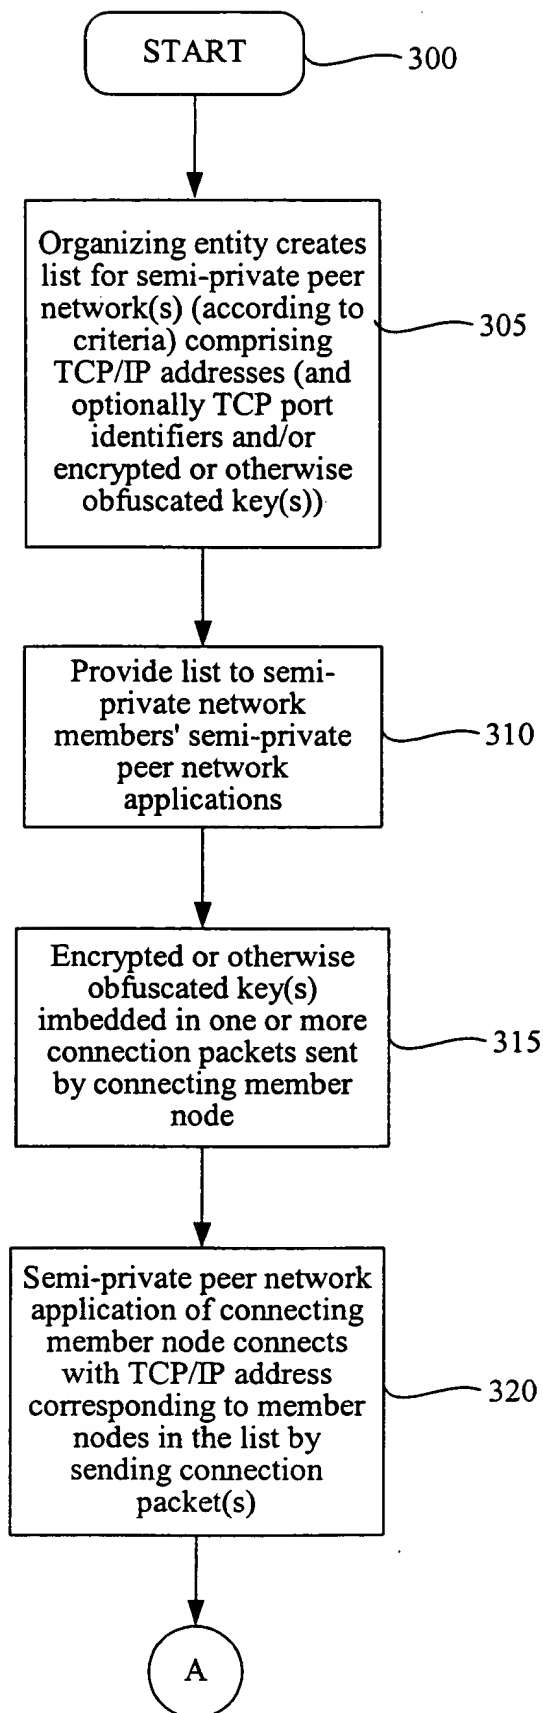 START
300
Organizing entity creates
list for semi-private peer
network(s) (according to
criteria) comprising
TCP/IP addresses (and
optionally TCP port
identifiers and/or
encrypted or otherwise
obfuscated key(s))
305
Provide list to semi-
private network
members' semi-private
peer network
applications
310
Encrypted or otherwise
obfuscated key(s)
imbedded in one or more
connection packets sent
by connecting member
node
315
Semi-private peer network
application of connecting
member node connects
with TCP/IP address
corresponding to member
nodes in the list by
sending connection
packet(s)
320
A